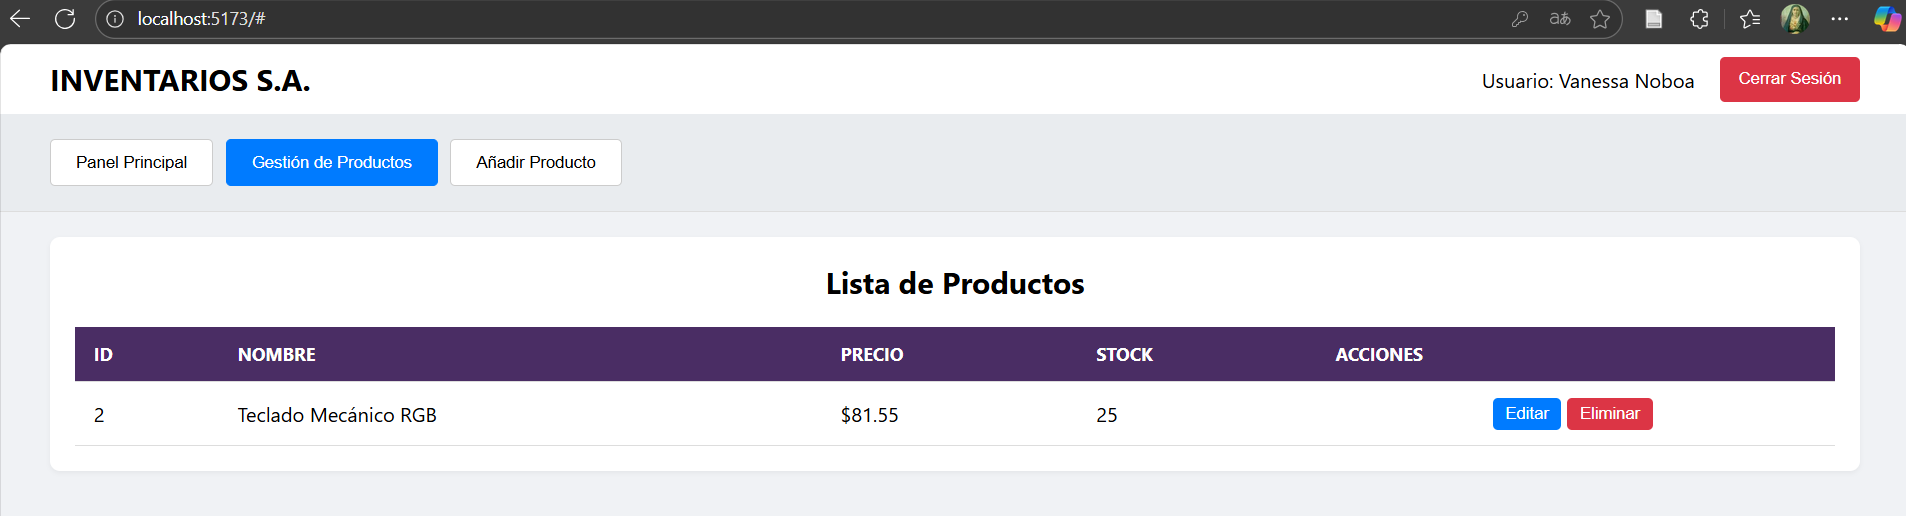 localhost:5173/#
INVENTARIOS S.A.
Usuario: Vanessa Noboa
Cerrar Sesión
Panel Principal
Gestión de Productos
Añadir Producto
Lista de Productos
ID NOMBRE PRECIO STOCK ACCIONES
2 Teclado Mecánico RGB $81.55 25 Editar Eliminar